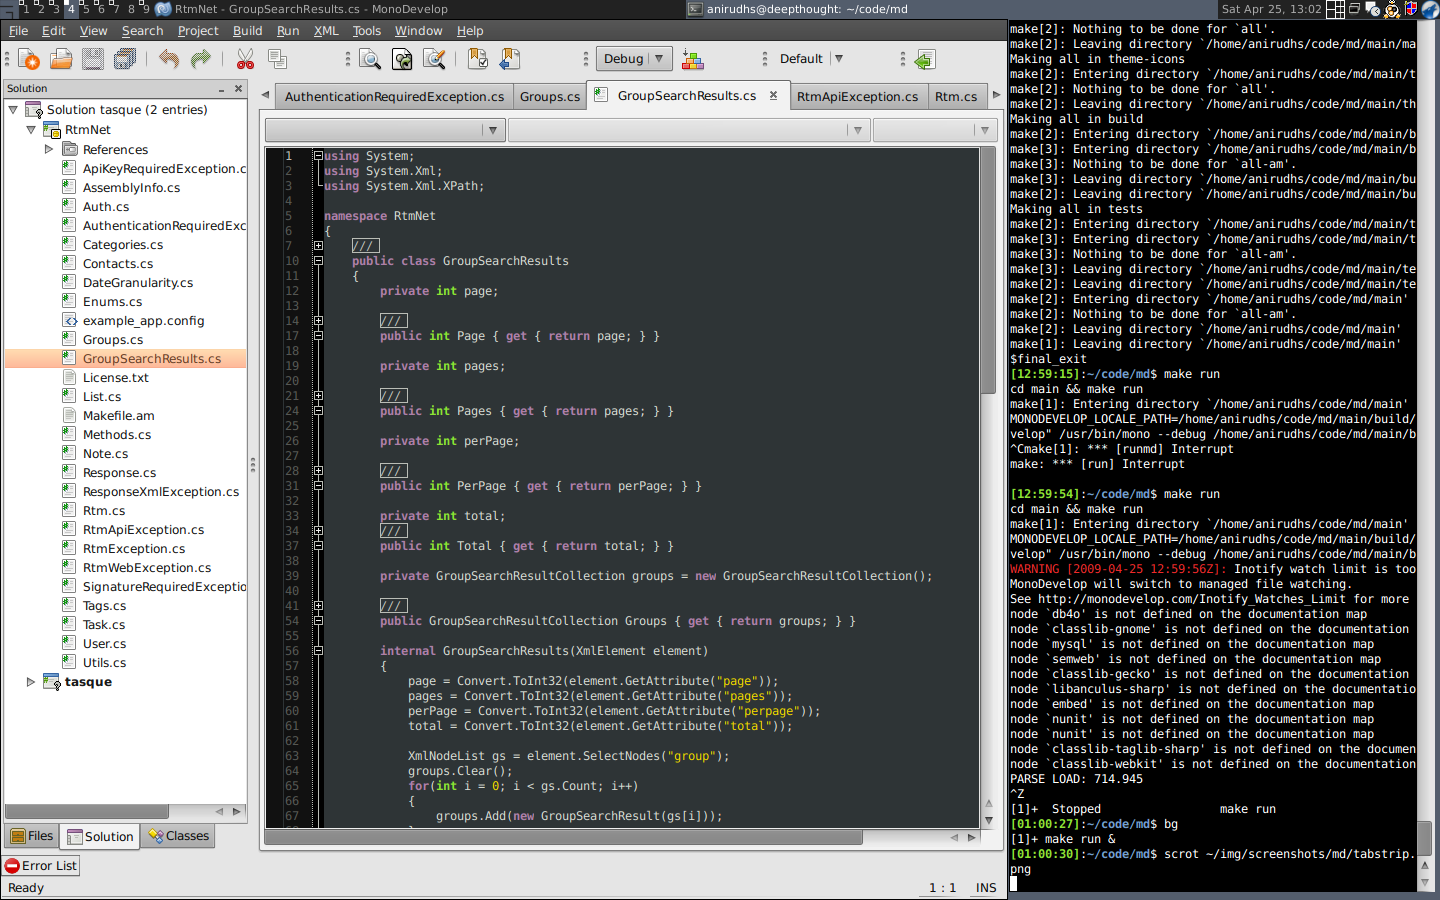 1 2 3 4 5 6 7 8 9 RtmNet - GroupSearchResults.cs - MonoDevelop
anirudhs@deepthought: ~/code/md
Sat Apr 25, 13:02
File Edit View Search Project Build Run XML Tools Window Help
Debug
Default
Solution
Solution tasque (2 entries)
RtmNet
References
ApiKeyRequiredException.c
AssemblyInfo.cs
Auth.cs
AuthenticationRequiredExc
Categories.cs
Contacts.cs
DateGranularity.cs
Enums.cs
example_app.config
Groups.cs
GroupSearchResults.cs
License.txt
List.cs
Makefile.am
Methods.cs
Note.cs
Response.cs
ResponseXmlException.cs
Rtm.cs
RtmApiException.cs
RtmException.cs
RtmWebException.cs
SignatureRequiredExceptio
Tags.cs
Task.cs
User.cs
Utils.cs
tasque
Files Solution Classes
Error List
Ready
AuthenticationRequiredException.cs Groups.cs GroupSearchResults.cs RtmApiException.cs Rtm.cs
1 using System;
2 using System.Xml;
3 using System.Xml.XPath;
4
5 namespace RtmNet
6 {
7 ///
10 public class GroupSearchResults
11 {
12 private int page;
13
14 ///
17 public int Page { get { return page; } }
18
19 private int pages;
20
21 ///
24 public int Pages { get { return pages; } }
25
26 private int perPage;
27
28 ///
31 public int PerPage { get { return perPage; } }
32
33 private int total;
34 ///
37 public int Total { get { return total; } }
38
39 private GroupSearchResultCollection groups = new GroupSearchResultCollection();
40
41 ///
54 public GroupSearchResultCollection Groups { get { return groups; } }
55
56 internal GroupSearchResults(XmlElement element)
57 {
58 page = Convert.ToInt32(element.GetAttribute("page"));
59 pages = Convert.ToInt32(element.GetAttribute("pages"));
60 perPage = Convert.ToInt32(element.GetAttribute("perpage"));
61 total = Convert.ToInt32(element.GetAttribute("total"));
62
63 XmlNodeList gs = element.SelectNodes("group");
64 groups.Clear();
65 for(int i = 0; i < gs.Count; i++)
66 {
67 groups.Add(new GroupSearchResult(gs[i]));
1 : 1 INS
make[2]: Nothing to be done for `all'.
make[2]: Leaving directory `/home/anirudhs/code/md/main/ma
Making all in theme-icons
make[2]: Entering directory `/home/anirudhs/code/md/main/t
make[2]: Nothing to be done for `all'.
make[2]: Leaving directory `/home/anirudhs/code/md/main/th
Making all in build
make[2]: Entering directory `/home/anirudhs/code/md/main/b
make[3]: Entering directory `/home/anirudhs/code/md/main/b
make[3]: Nothing to be done for `all-am'.
make[3]: Leaving directory `/home/anirudhs/code/md/main/bu
make[2]: Leaving directory `/home/anirudhs/code/md/main/bu
Making all in tests
make[2]: Entering directory `/home/anirudhs/code/md/main/t
make[3]: Entering directory `/home/anirudhs/code/md/main/t
make[3]: Nothing to be done for `all-am'.
make[3]: Leaving directory `/home/anirudhs/code/md/main/te
make[2]: Leaving directory `/home/anirudhs/code/md/main/te
make[2]: Entering directory `/home/anirudhs/code/md/main'
make[2]: Nothing to be done for `all-am'.
make[2]: Leaving directory `/home/anirudhs/code/md/main'
make[1]: Leaving directory `/home/anirudhs/code/md/main'
$final_exit
[12:59:15]:~/code/md$ make run
cd main && make run
make[1]: Entering directory `/home/anirudhs/code/md/main'
MONODEVELOP_LOCALE_PATH=/home/anirudhs/code/md/main/build/
velop" /usr/bin/mono --debug /home/anirudhs/code/md/main/b
^Cmake[1]: *** [runmd] Interrupt
make: *** [run] Interrupt
[12:59:54]:~/code/md$ make run
cd main && make run
make[1]: Entering directory `/home/anirudhs/code/md/main'
MONODEVELOP_LOCALE_PATH=/home/anirudhs/code/md/main/build/
velop" /usr/bin/mono --debug /home/anirudhs/code/md/main/b
WARNING [2009-04-25 12:59:56Z]: Inotify watch limit is too
MonoDevelop will switch to managed file watching.
See http://monodevelop.com/Inotify_Watches_Limit for more
node `db4o' is not defined on the documentation map
node `classlib-gnome' is not defined on the documentation
node `mysql' is not defined on the documentation map
node `semweb' is not defined on the documentation map
node `classlib-gecko' is not defined on the documentation
node `libanculus-sharp' is not defined on the documentatio
node `embed' is not defined on the documentation map
node `nunit' is not defined on the documentation map
node `nunit' is not defined on the documentation map
node `classlib-taglib-sharp' is not defined on the documen
node `classlib-webkit' is not defined on the documentation
PARSE LOAD: 714.945
^Z
[1]+ Stopped make run
[01:00:27]:~/code/md$ bg
[1]+ make run &
[01:00:30]:~/code/md$ scrot ~/img/screenshots/md/tabstrip.
png